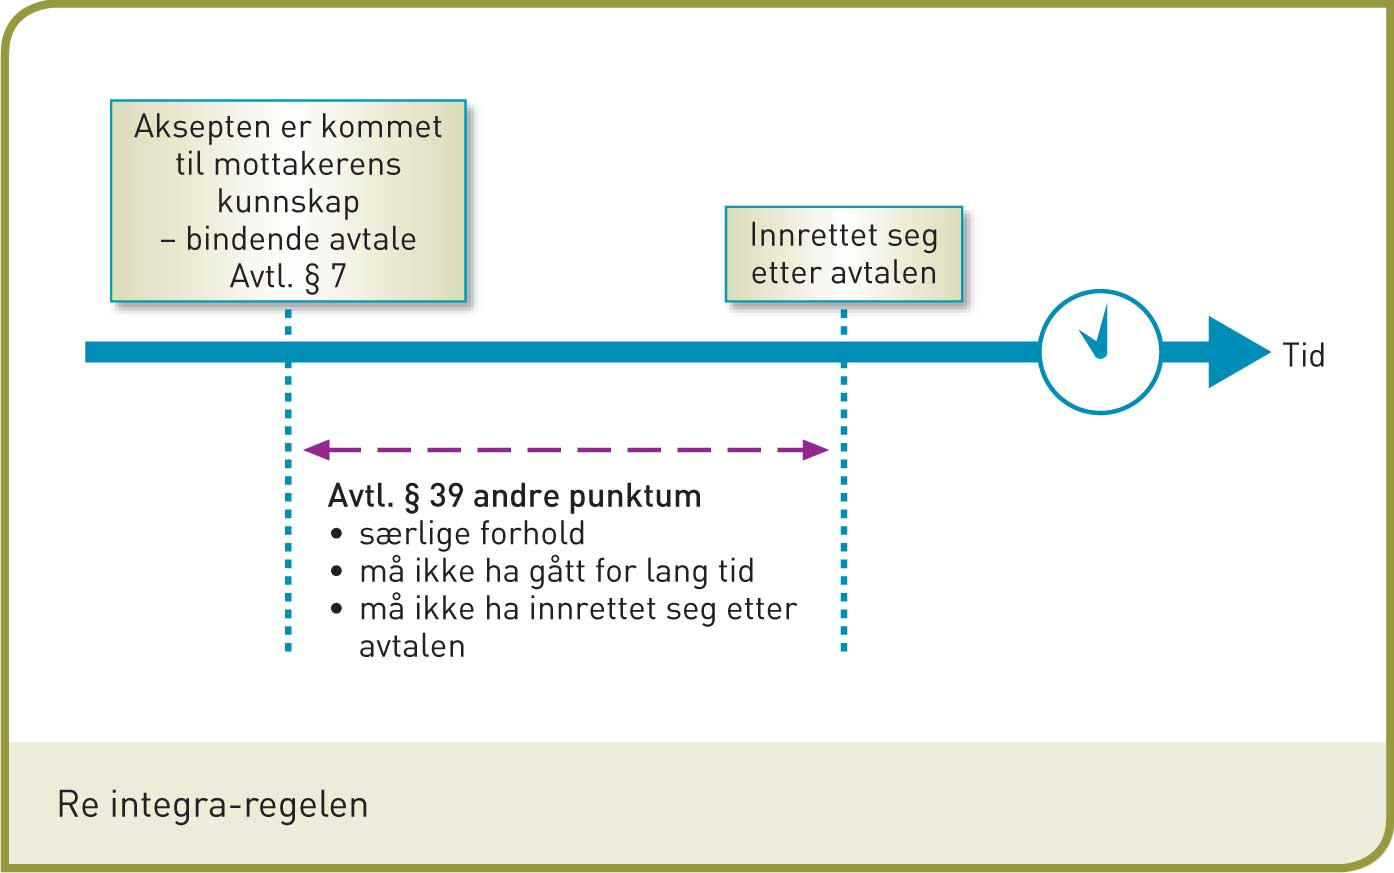 Aksepten er kommet
til mottakerens
kunnskap
– bindende avtale
Avtl. § 7
Innrettet seg
etter avtalen
Tid
Avtl. § 39 andre punktum
• særlige forhold
• må ikke ha gått for lang tid
• må ikke ha innrettet seg etter
avtalen
Re integra-regelen